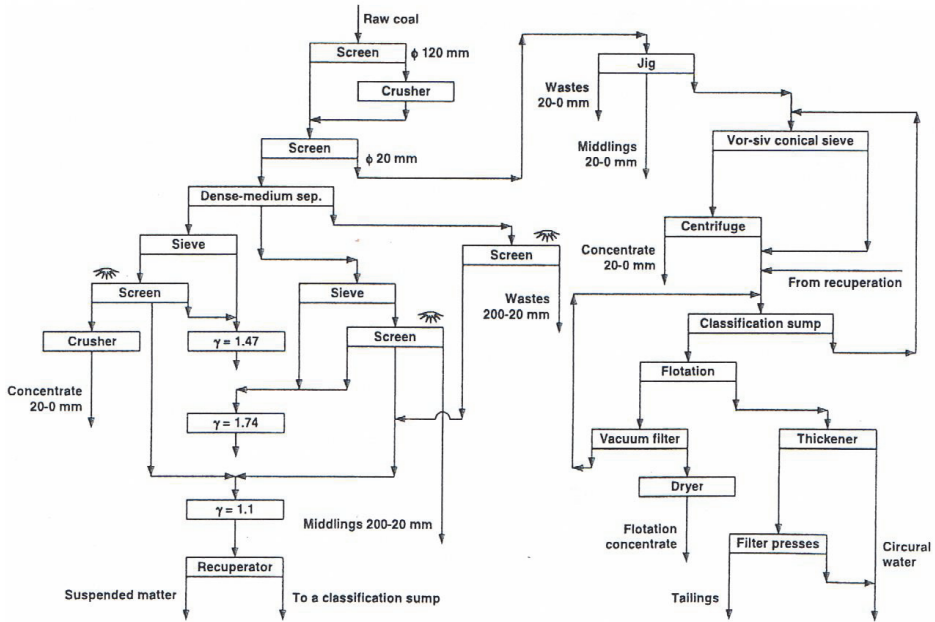 Raw coal
Screen
ϕ 120 mm
Crusher
Screen
ϕ 20 mm
Jig
Wastes
20-0 mm
Middlings
20-0 mm
Vor-siv conical sieve
Dense-medium sep.
Sieve
Screen
Crusher
Concentrate
20-0 mm
γ = 1.47
Sieve
Screen
γ = 1.74
Screen
Wastes
200-20 mm
Middlings 200-20 mm
γ = 1.1
Recuperator
Suspended matter
To a classification sump
Centrifuge
Concentrate
20-0 mm
From recuperation
Classification sump
Flotation
Vacuum filter
Thickener
Dryer
Flotation
concentrate
Filter presses
Tailings
Circural
water